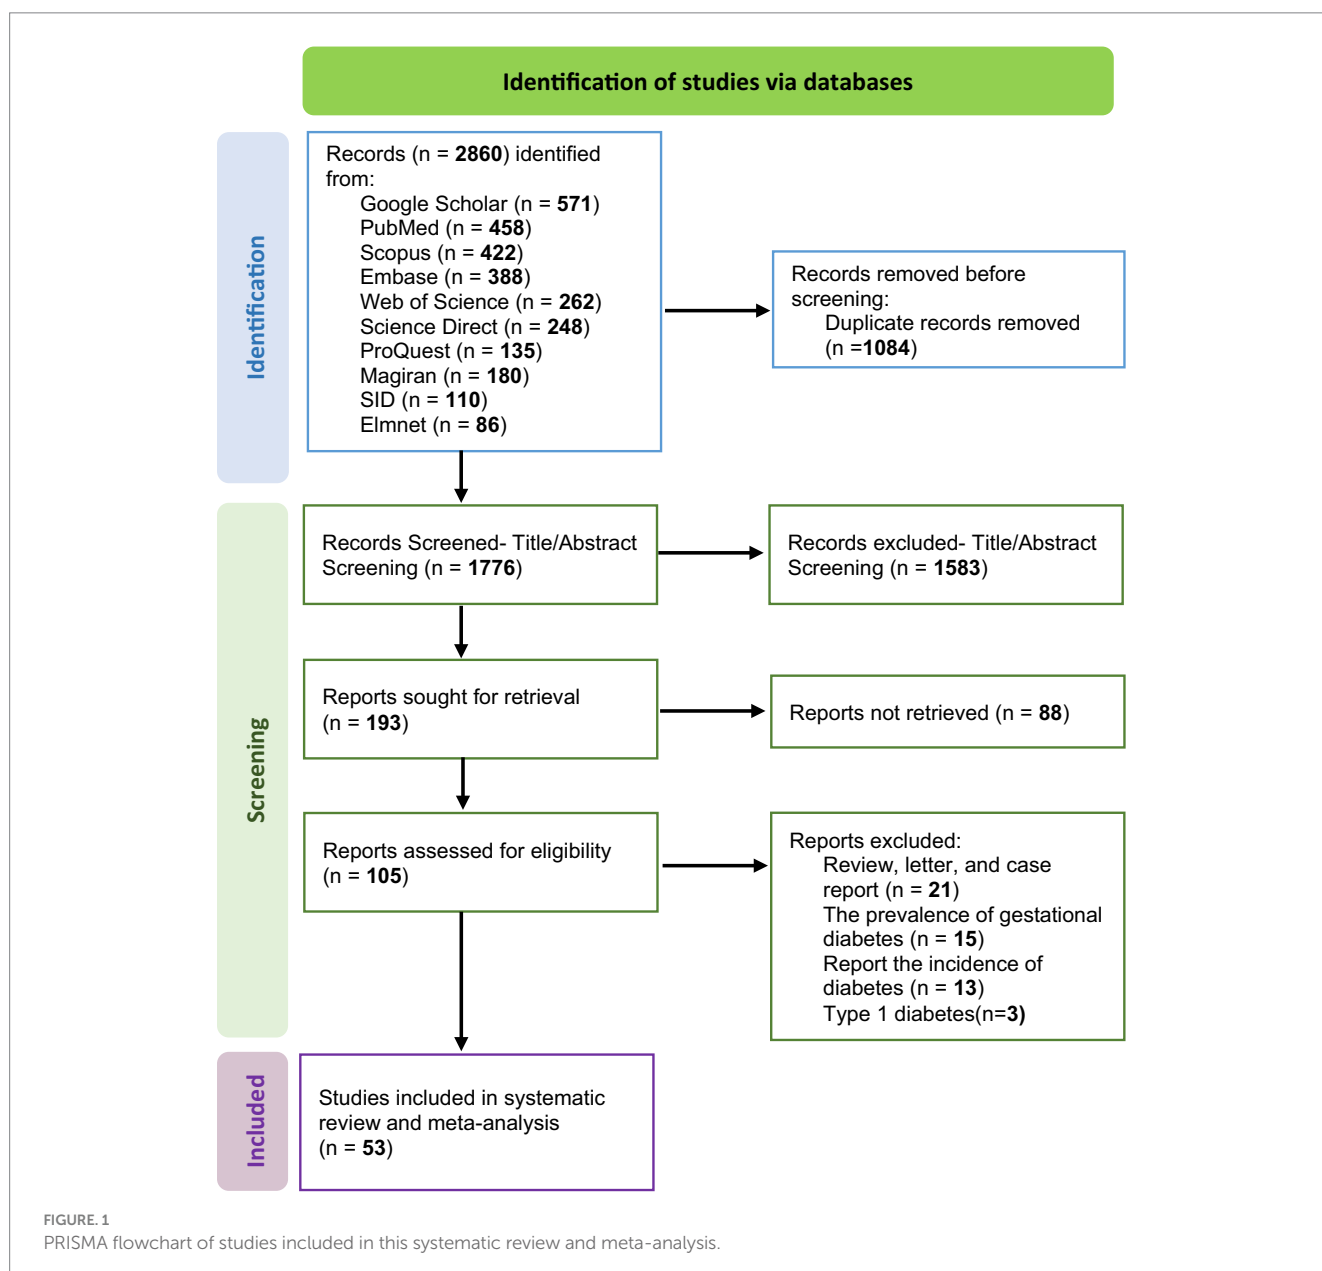 Identification of studies via databases
Identification
Records (n = 2860) identified
from:
Google Scholar (n = 571)
PubMed (n = 458)
Scopus (n = 422)
Embase (n = 388)
Web of Science (n = 262)
Science Direct (n = 248)
ProQuest (n = 135)
Magiran (n = 180)
SID (n = 110)
Elmnet (n = 86)
Records removed before
screening:
Duplicate records removed
(n =1084)
Screening
Records Screened- Title/Abstract
Screening (n = 1776)
Records excluded- Title/Abstract
Screening (n = 1583)
Reports sought for retrieval
(n = 193)
Reports not retrieved (n = 88)
Reports assessed for eligibility
(n = 105)
Reports excluded:
Review, letter, and case
report (n = 21)
The prevalence of gestational
diabetes (n = 15)
Report the incidence of
diabetes (n = 13)
Type 1 diabetes(n=3)
Included
Studies included in systematic
review and meta-analysis
(n = 53)
FIGURE. 1
PRISMA flowchart of studies included in this systematic review and meta-analysis.